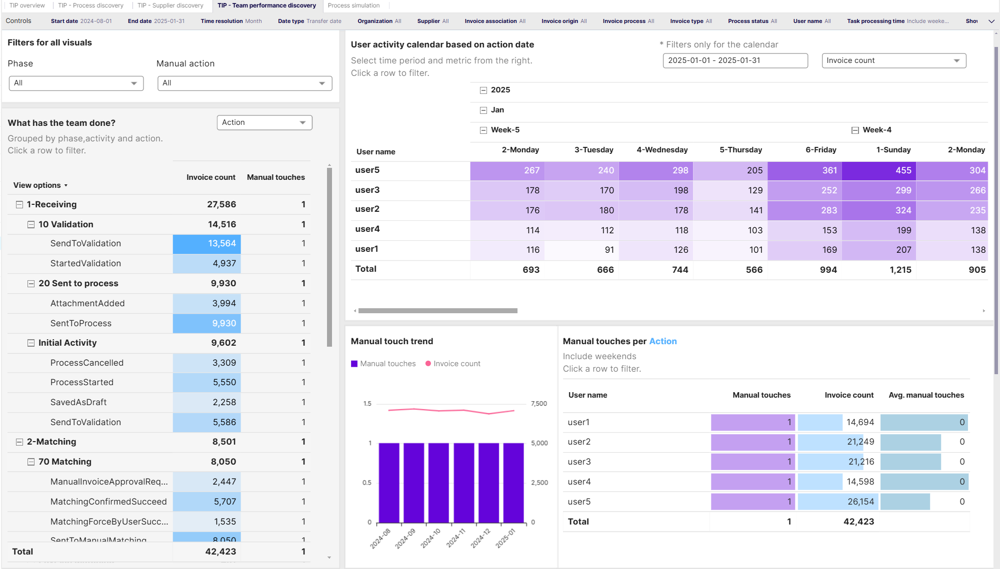 TIP overview
TIP - Process discovery
TIP - Supplier discovery
TIP - Team performance discovery
Process simulation
Controls
Start date 2024-08-01
End date 2025-01-31
Time resolution Month
Date type Transfer date
Organization All
Supplier All
Invoice association All
Invoice origin All
Invoice process All
Invoice type All
Process status All
User name All
Task processing time Include weeke...
Filters for all visuals
Phase
Manual action
All
All
What has the team done?
Action
Grouped by phase,activity and action.
Click a row to filter.
View options
Invoice count
Manual touches
1-Receiving 27,586 1
10 Validation 14,516 1
SendToValidation 13,564 1
StartedValidation 4,937 1
20 Sent to process 9,930 1
AttachmentAdded 3,994 1
SentToProcess 9,930 1
Initial Activity 9,602 1
ProcessCancelled 3,309 1
ProcessStarted 5,550 1
SavedAsDraft 2,258 1
SendToValidation 5,586 1
2-Matching 8,501 1
70 Matching 8,050 1
ManualInvoiceApprovalReq... 2,447 1
MatchingConfirmedSucceed 5,707 1
MatchingForceByUserSucc... 1,535 1
SentToManualMatching 8,050 1
Total 42,423 1
User activity calendar based on action date
Select time period and metric from the right.
Click a row to filter.
* Filters only for the calendar
2025-01-01 - 2025-01-31
Invoice count
2025
Jan
Week-5 Week-4
User name 2-Monday 3-Tuesday 4-Wednesday 5-Thursday 6-Friday 1-Sunday 2-Monday
user5 267 240 298 205 361 455 304
user3 178 170 198 129 252 299 266
user2 176 180 178 141 283 324 235
user4 114 112 118 103 153 199 138
user1 116 91 126 101 169 207 138
Total 693 666 744 566 994 1,215 905
Manual touch trend
Manual touches
Invoice count
1.5
1
0.5
0
7,500
5,000
2,500
0
2024-08
2024-09
2024-10
2024-11
2024-12
2025-01
Manual touches per Action
Include weekends
Click a row to filter.
User name Manual touches Invoice count Avg. manual touches
user1 1 14,694 0
user2 1 21,249 0
user3 1 21,216 0
user4 1 14,598 0
user5 1 26,154 0
Total 1 42,423